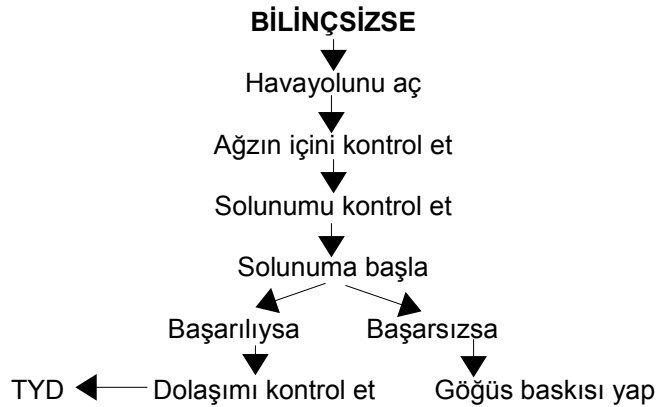 BİLİNÇSİZSE
Havayolunu aç
Ağzın içini kontrol et
Solunumu kontrol et
Solunuma başla
Başarılıysa Başarsızsa
TYD Dolaşımı kontrol et Göğüs baskısı yap